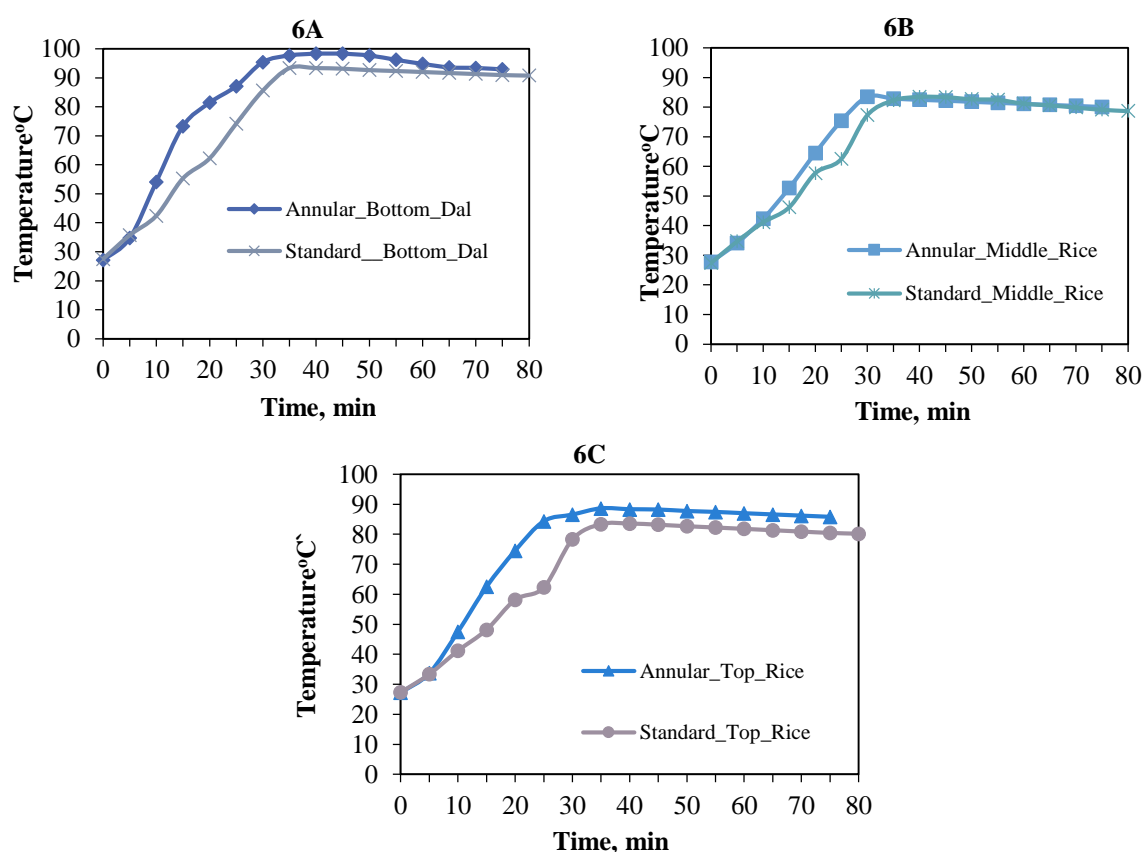 6A
100
90
80
70
60
50
40
30
20
10
0
Temperature⁰C
Annular_Bottom_Dal
Standard__Bottom_Dal
0 10 20 30 40 50 60 70 80
Time, min
6B
100
90
80
70
60
50
40
30
20
10
0
Temperature⁰C
Annular_Middle_Rice
Standard_Middle_Rice
0 10 20 30 40 50 60 70 80
Time, min
6C
100
90
80
70
60
50
40
30
20
10
0
Temperature⁰C`
Annular_Top_Rice
Standard_Top_Rice
0 10 20 30 40 50 60 70 80
Time, min